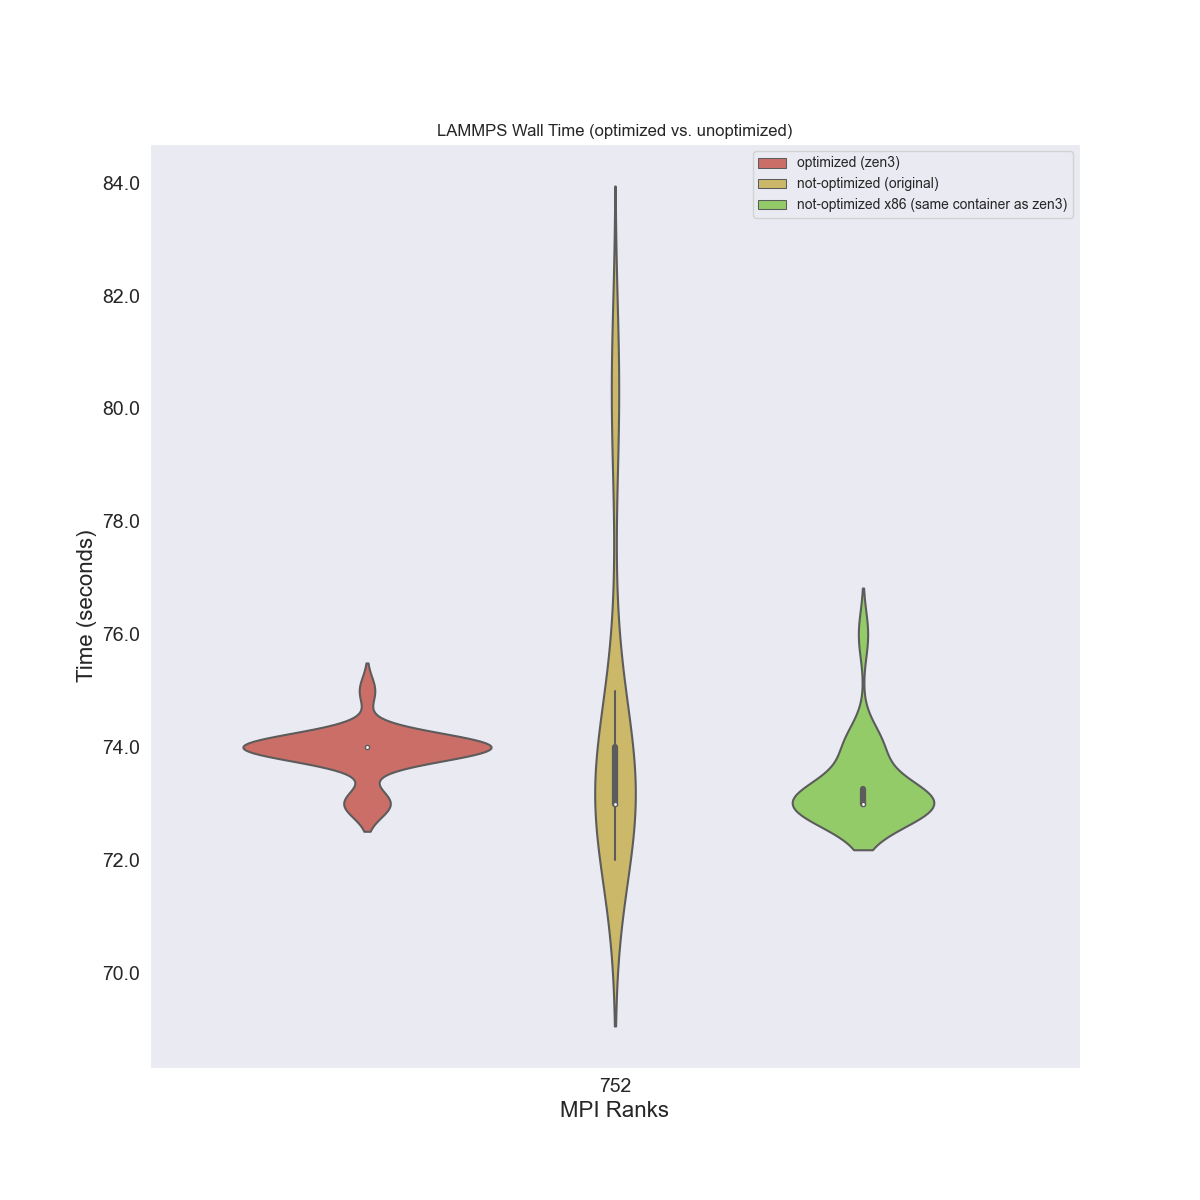 LAMMPS Wall Time (optimized vs. unoptimized)
optimized (zen3)
not-optimized (original)
not-optimized x86 (same container as zen3)
84.0
82.0
80.0
78.0
76.0
74.0
72.0
70.0
Time (seconds)
752
MPI Ranks